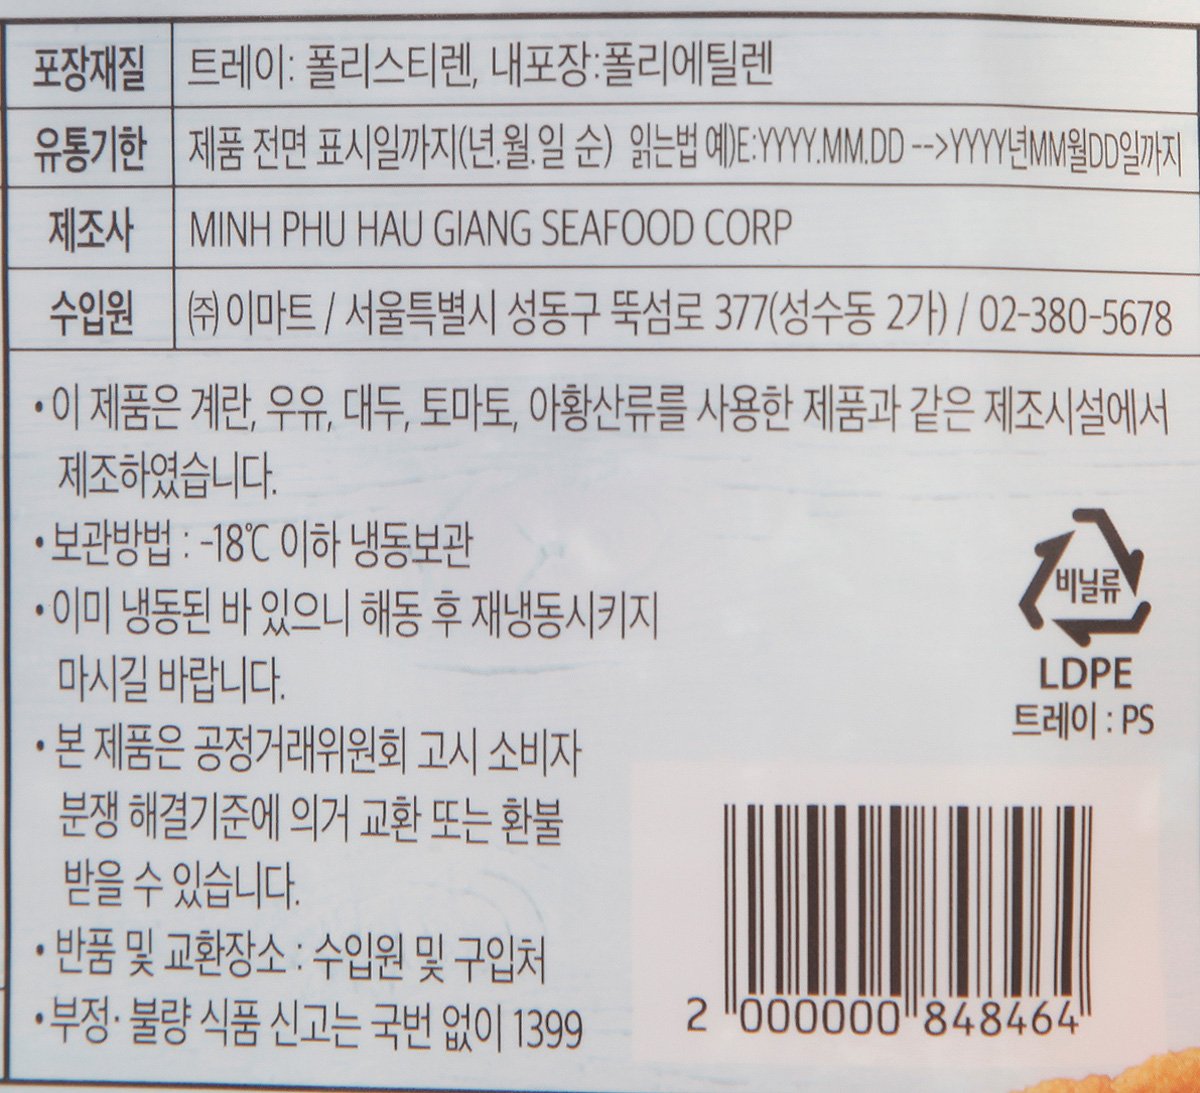 포장재질 트레이: 폴리스티렌, 내포장:폴리에틸렌
유통기한 제품 전면 표시일까지(년.월.일 순) 읽는법 예)E:YYYY.MM.DD -->YYYY년MM월DD일까지
제조사 MINH PHU HAU GIANG SEAFOOD CORP
수입원 ㈜이마트 / 서울특별시 성동구 뚝섬로 377(성수동 2가) / 02-380-5678
• 이 제품은 계란, 우유, 대두, 토마토, 아황산류를 사용한 제품과 같은 제조시설에서
제조하였습니다.
• 보관방법 : -18℃ 이하 냉동보관
• 이미 냉동된 바 있으니 해동 후 재냉동시키지
마시길 바랍니다.
• 본 제품은 공정거래위원회 고시 소비자
분쟁 해결기준에 의거 교환 또는 환불
받을 수 있습니다.
• 반품 및 교환장소 : 수입원 및 구입처
• 부정· 불량 식품 신고는 국번 없이 1399
비닐류
LDPE
트레이 : PS
2 000000 848464